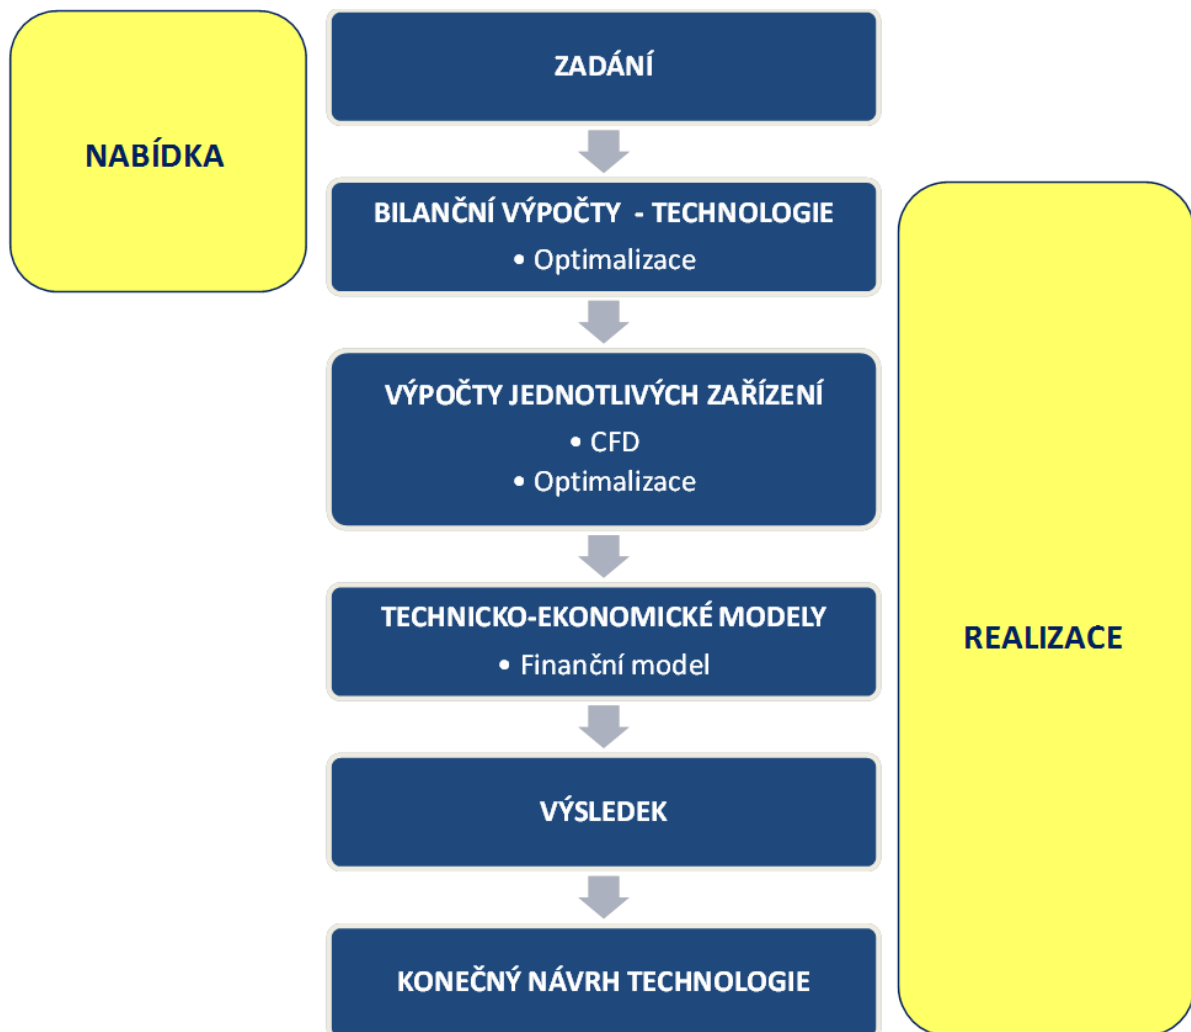 NABÍDKA
ZADÁNÍ
BILANČNÍ VÝPOČTY - TECHNOLOGIE
• Optimalizace
VÝPOČTY JEDNOTLIVÝCH ZAŘÍZENÍ
• CFD
• Optimalizace
TECHNICKO-EKONOMICKÉ MODELY
• Finanční model
REALIZACE
VÝSLEDEK
KONEČNÝ NÁVRH TECHNOLOGIE